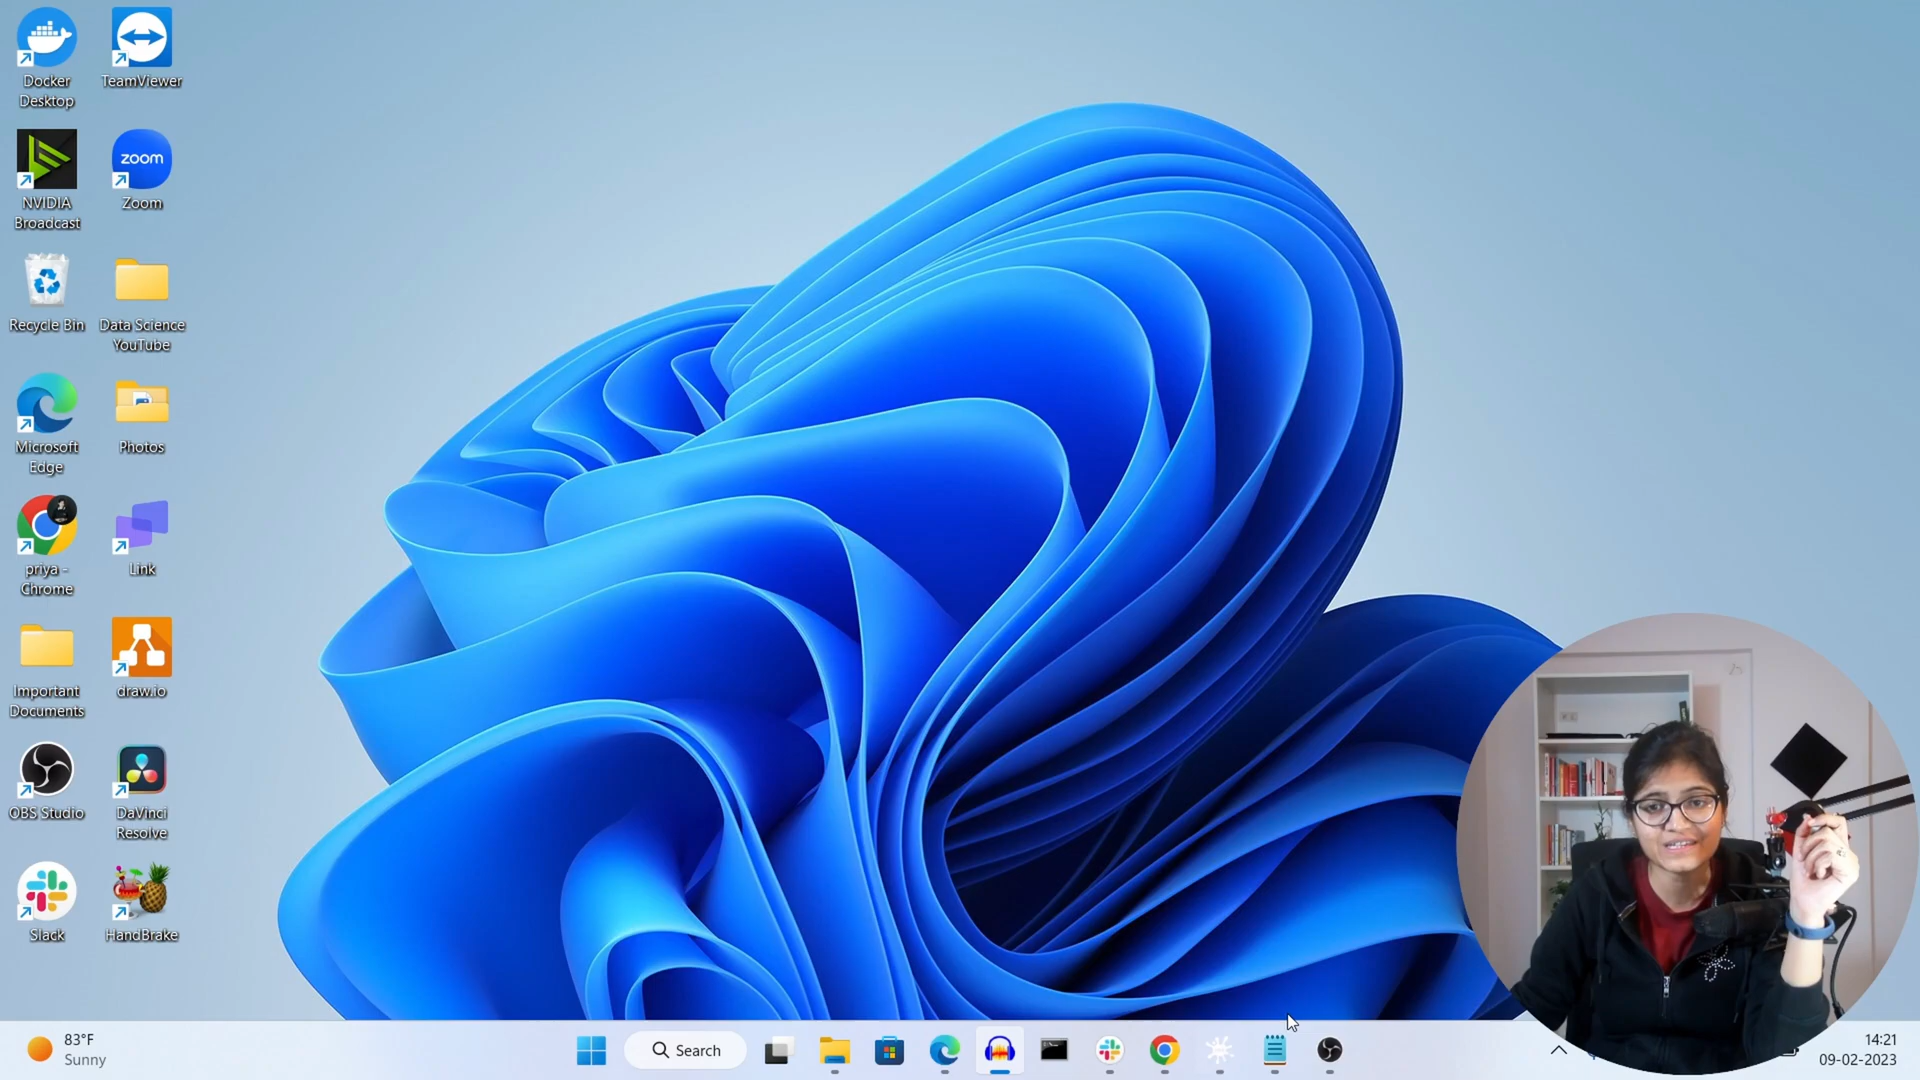 Docker
Desktop
TeamViewer
NVIDIA
Broadcast
zoom
Zoom
Recycle Bin
Data Science
YouTube
Microsoft
Edge
Photos
priya -
Chrome
Link
Important
Documents
draw.io
OBS Studio
DaVinci
Resolve
Slack
HandBrake
83°F
Sunny
Search
14:21
09-02-2023